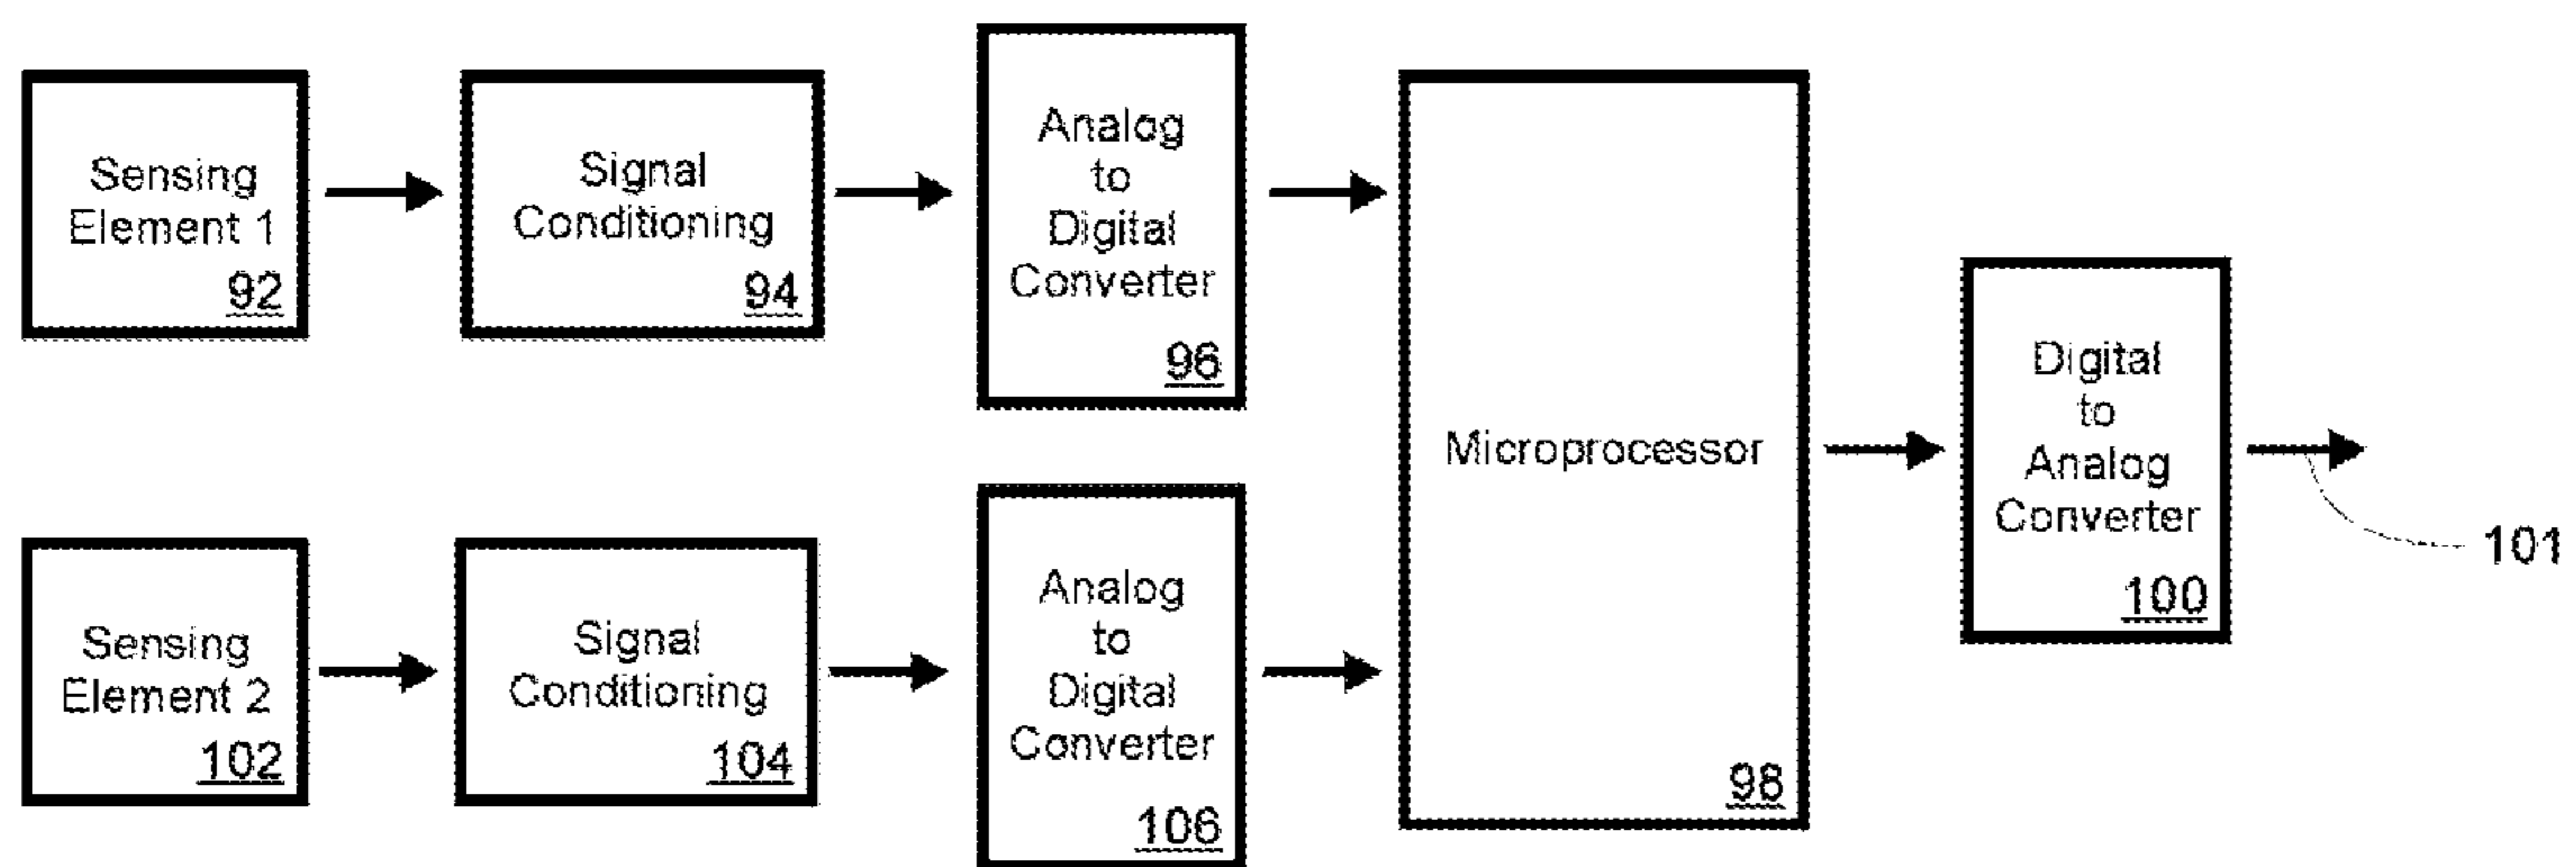 Sensing
Element 1
92
Signal
Conditioning
94
Analog
to
Digital
Converter
96
Sensing
Element 2
102
Signal
Conditioning
104
Analog
to
Digital
Converter
106
Microprocessor
98
Digital
to
Analog
Converter
100
101